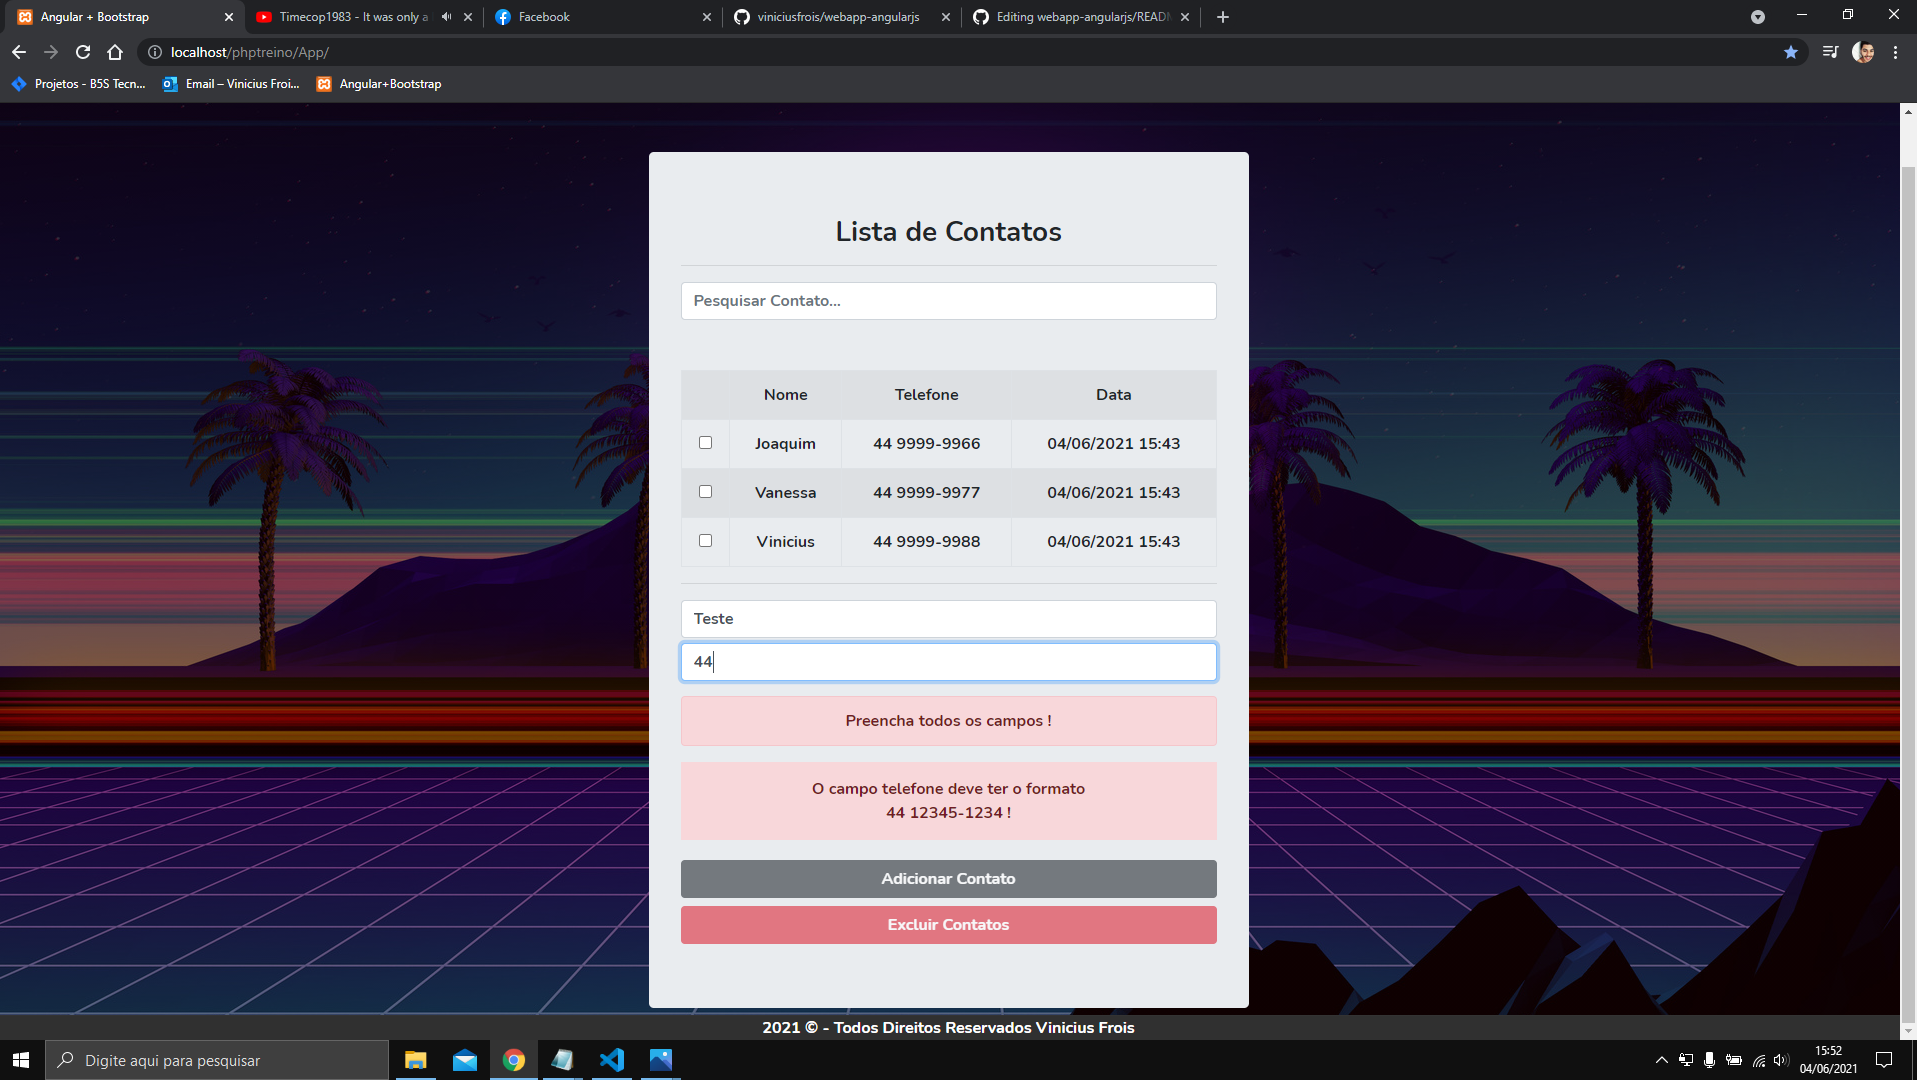 Angular + Bootstrap
Timecop1983 - It was only a
Facebook
viniciusfrois/webapp-angularjs
Editing webapp-angularjs/READM
localhost/phptreino/App/
Projetos - B5S Tecn...
Email – Vinicius Froi...
Angular+Bootstrap
Lista de Contatos
Pesquisar Contato...
Nome Telefone Data
Joaquim 44 9999-9966 04/06/2021 15:43
Vanessa 44 9999-9977 04/06/2021 15:43
Vinicius 44 9999-9988 04/06/2021 15:43
Teste
44
Preencha todos os campos !
O campo telefone deve ter o formato
44 12345-1234 !
Adicionar Contato
Excluir Contatos
2021 © - Todos Direitos Reservados Vinicius Frois
Digite aqui para pesquisar
15:52
04/06/2021